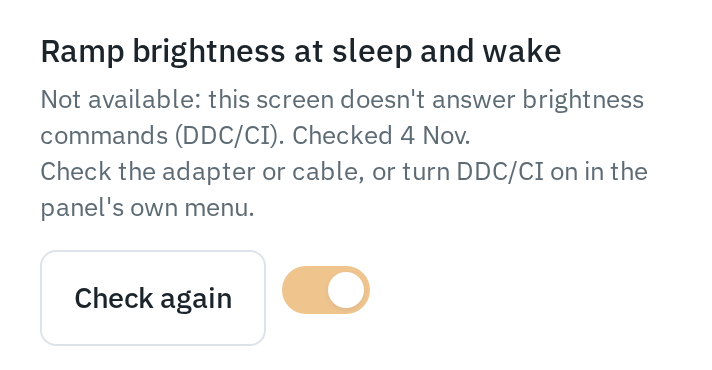 Ramp brightness at sleep and wake
Not available: this screen doesn't answer brightness
commands (DDC/CI). Checked 4 Nov.
Check the adapter or cable, or turn DDC/CI on in the
panel's own menu.
Check again